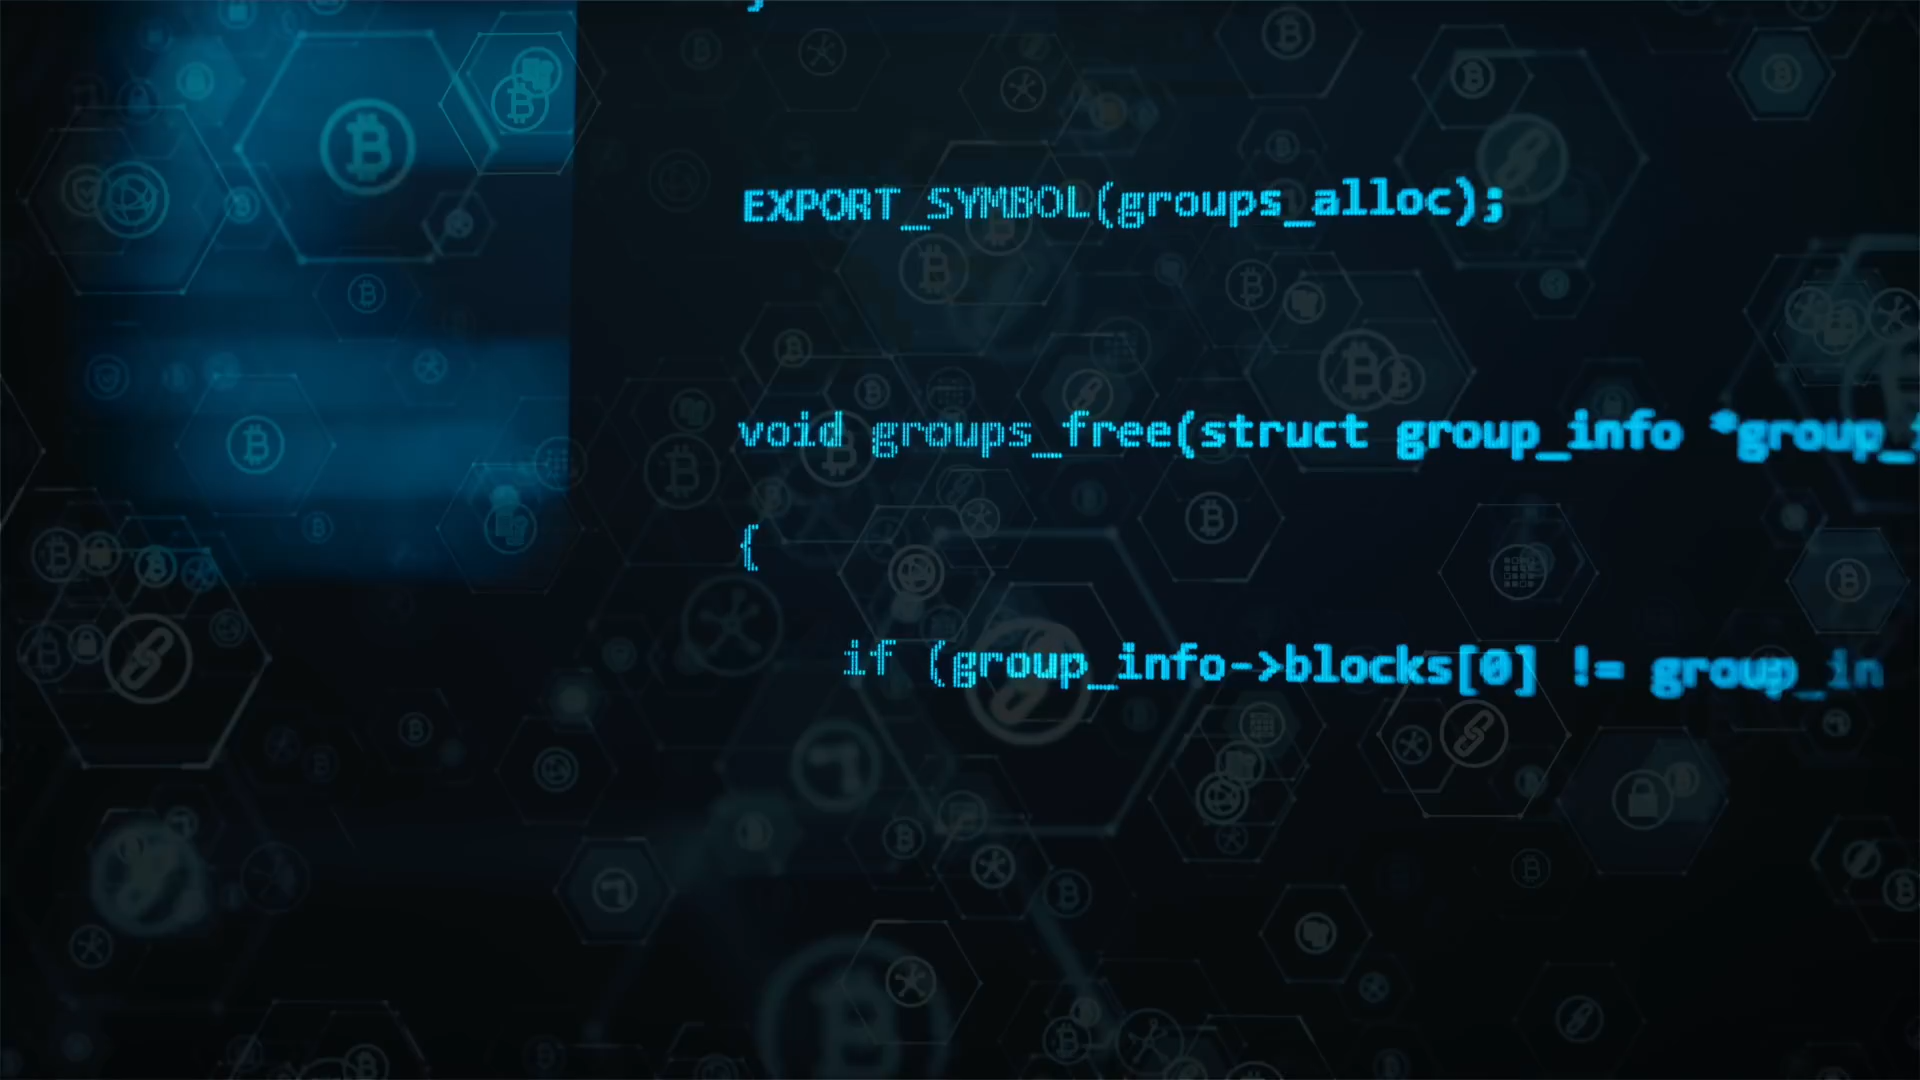 }
EXPORT_SYMBOL(groups_alloc);
void groups_free(struct group_info *group_
{
if (group_info->blocks[0] != group_in